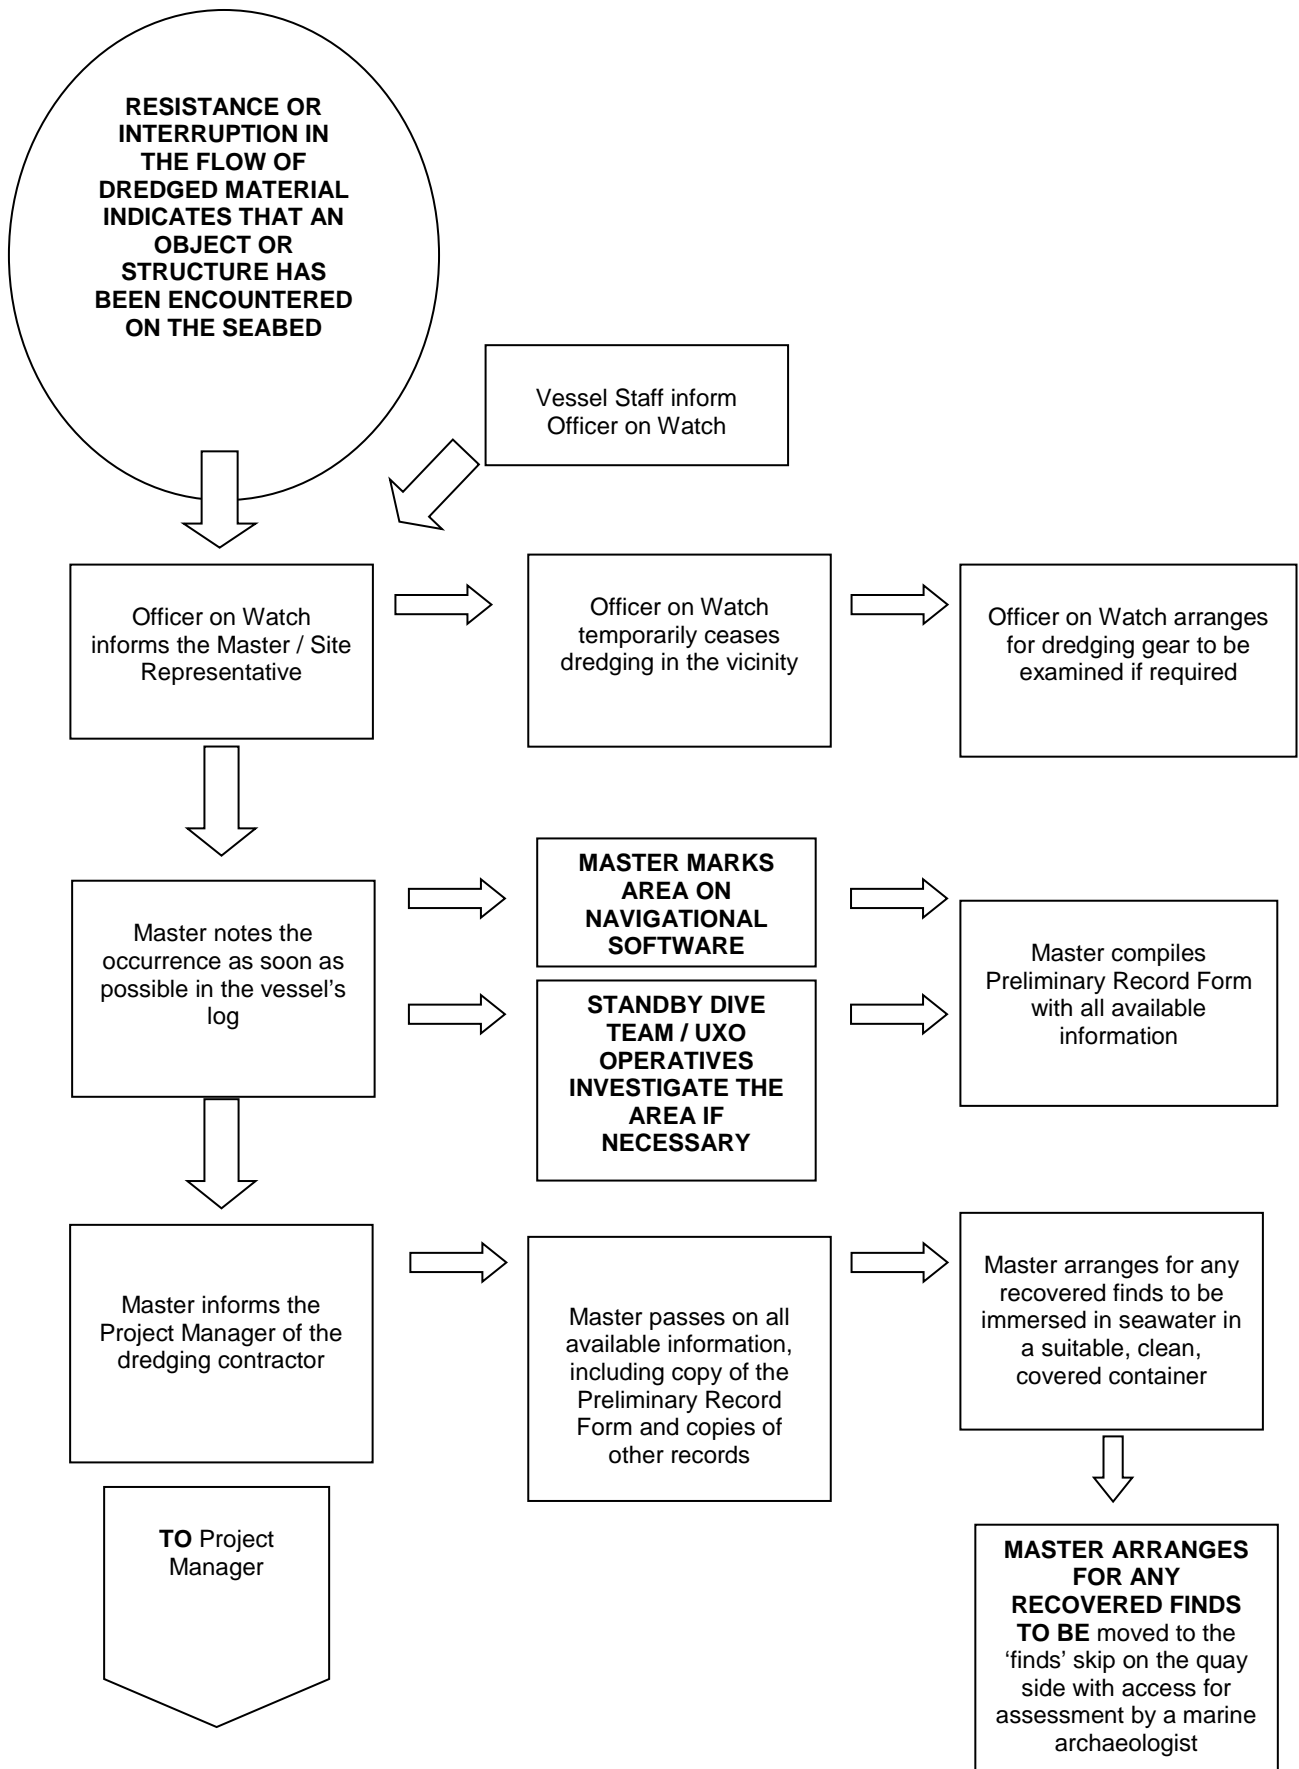 RESISTANCE OR
INTERRUPTION IN
THE FLOW OF
DREDGED MATERIAL
INDICATES THAT AN
OBJECT OR
STRUCTURE HAS
BEEN ENCOUNTERED
ON THE SEABED
Vessel Staff inform
Officer on Watch
Officer on Watch
informs the Master / Site
Representative
Officer on Watch
temporarily ceases
dredging in the vicinity
Officer on Watch arranges
for dredging gear to be
examined if required
Master notes the
occurrence as soon as
possible in the vessel's
log
MASTER MARKS
AREA ON
NAVIGATIONAL
SOFTWARE
STANDBY DIVE
TEAM / UXO
OPERATIVES
INVESTIGATE THE
AREA IF
NECESSARY
Master compiles
Preliminary Record Form
with all available
information
Master informs the
Project Manager of the
dredging contractor
Master passes on all
available information,
including copy of the
Preliminary Record
Form and copies of
other records
Master arranges for any
recovered finds to be
immersed in seawater in
a suitable, clean,
covered container
TO Project
Manager
MASTER ARRANGES
FOR ANY
RECOVERED FINDS
TO BE moved to the
‘finds’ skip on the quay
side with access for
assessment by a marine
archaeologist